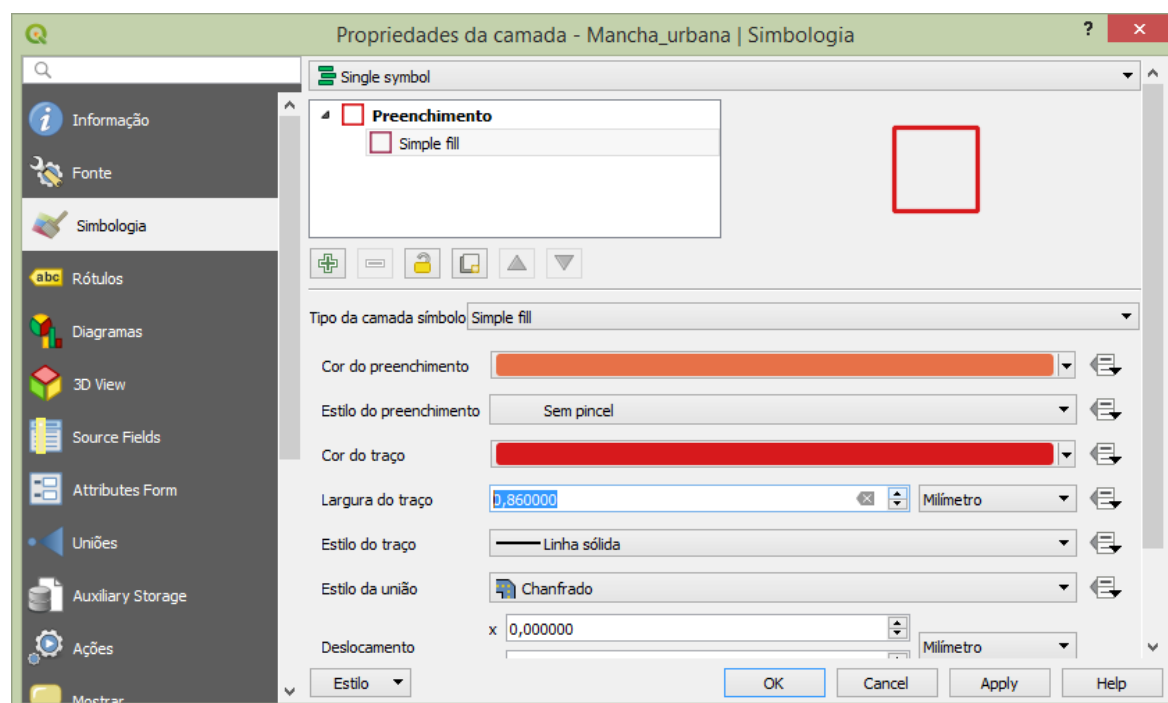 Propriedades da camada - Mancha_urbana | Simbologia ?
Single symbol
Informação
Fonte
Simbologia
abc Rótulos
Diagramas
3D View
Source Fields
Attributes Form
Uniões
Auxiliary Storage
Ações
Mostrar
Preenchimento
Simple fill
Tipo da camada símbolo Simple fill
Cor do preenchimento
Estilo do preenchimento Sem pincel
Cor do traço
Largura do traço 0,860000 Milímetro
Estilo do traço Linha sólida
Estilo da união Chanfrado
x 0,000000
Deslocamento Milímetro
Estilo OK Cancel Apply Help